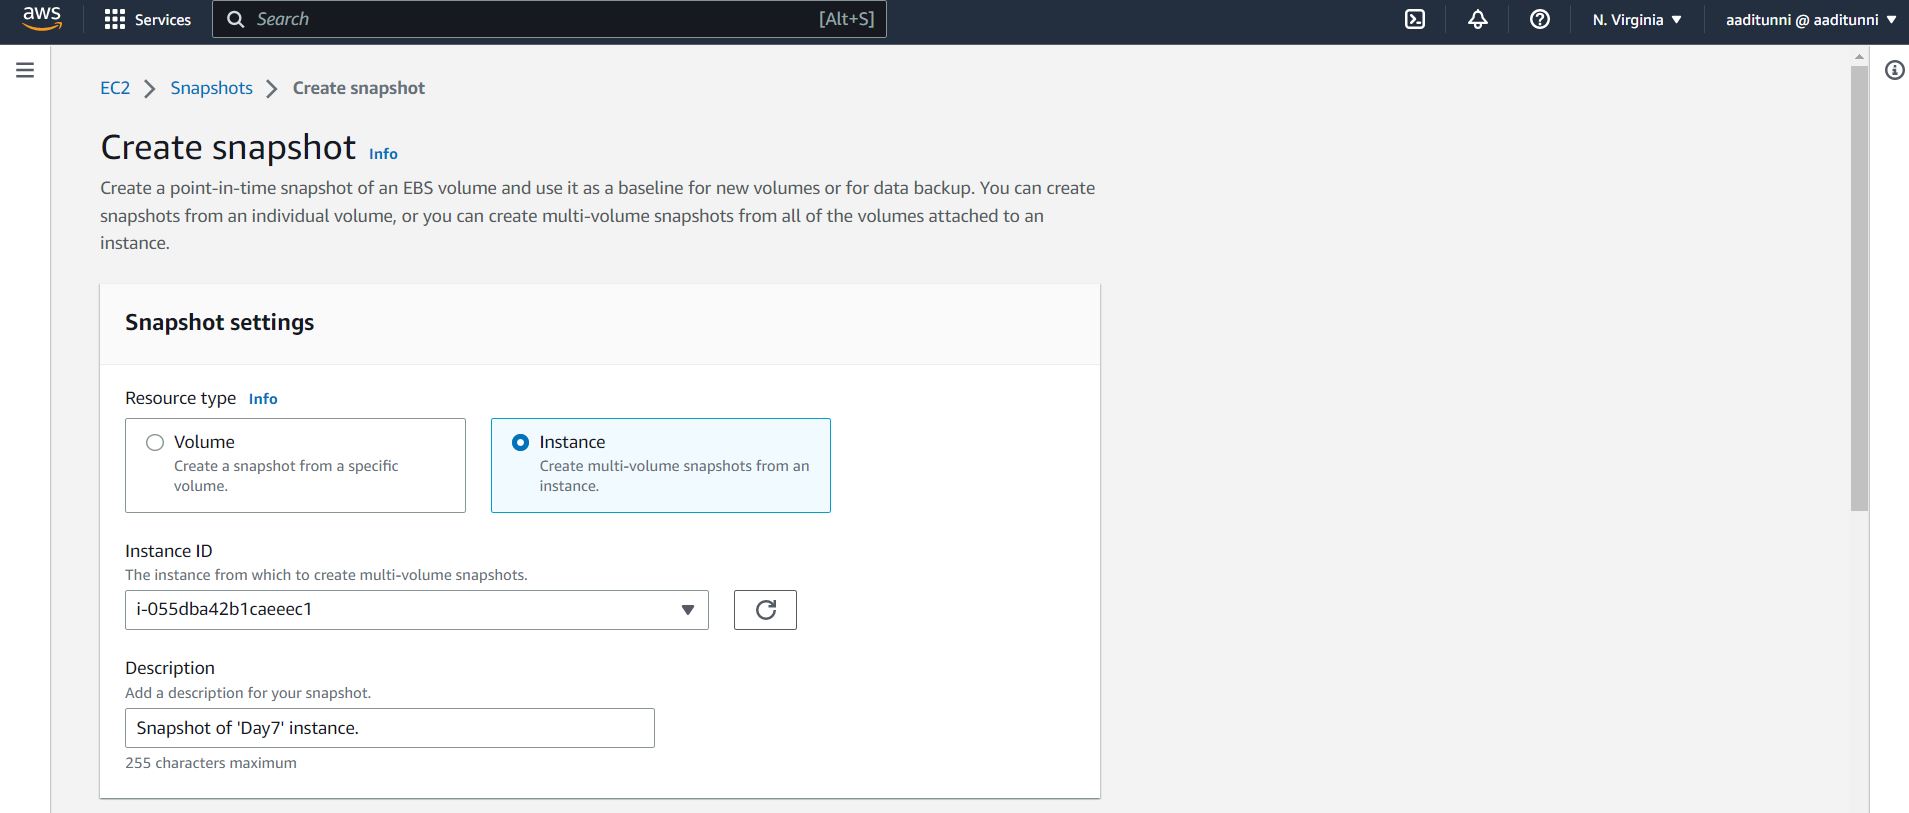 aws
Services
Search [Alt+S]
N. Virginia
aaditunni @ aaditunni
EC2 Snapshots Create snapshot
Create snapshot Info
Create a point-in-time snapshot of an EBS volume and use it as a baseline for new volumes or for data backup. You can create
snapshots from an individual volume, or you can create multi-volume snapshots from all of the volumes attached to an
instance.
Snapshot settings
Resource type Info
Volume
Create a snapshot from a specific
volume.
Instance
Create multi-volume snapshots from an
instance.
Instance ID
The instance from which to create multi-volume snapshots.
i-055dba42b1caeeec1
Description
Add a description for your snapshot.
Snapshot of 'Day7' instance.
255 characters maximum